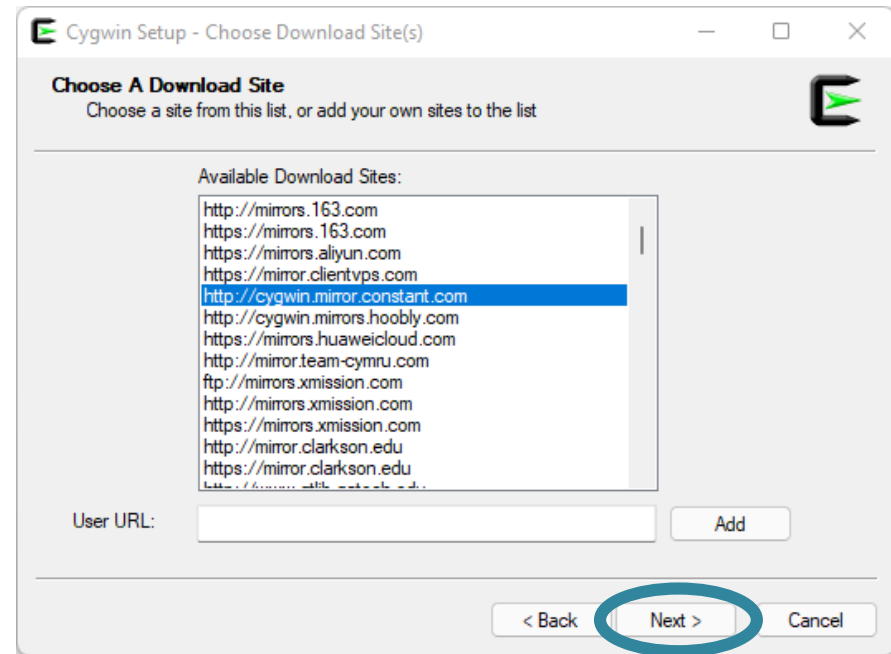 Cygwin Setup - Choose Download Site(s)
Choose A Download Site
Choose a site from this list, or add your own sites to the list
Available Download Sites:
http://mirrors.163.com
https://mirrors.163.com
https://mirrors.aliyun.com
https://mirror.clientvps.com
http://cygwin.mirror.constant.com
http://cygwin.mirrors.hoobly.com
https://mirrors.huaweicloud.com
http://mirror.team-cymru.com
ftp://mirrors.xmission.com
http://mirrors.xmission.com
https://mirrors.xmission.com
http://mirror.clarkson.edu
https://mirror.clarkson.edu
User URL:
Add
< Back Next > Cancel